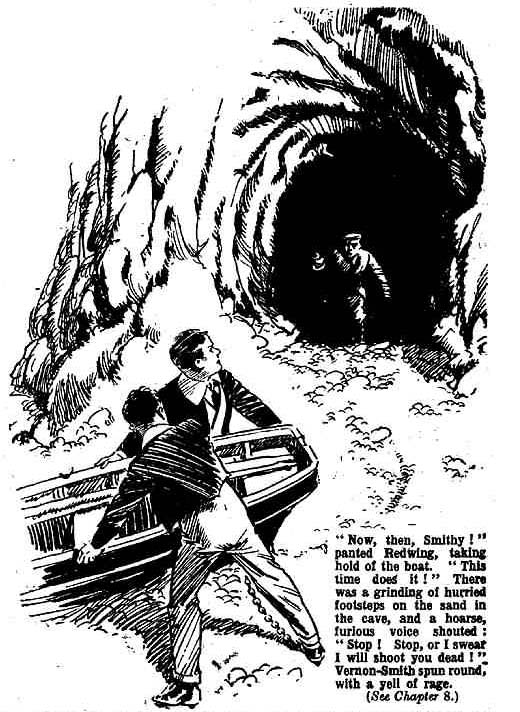 "Now, then, Smithy!"
panted Redwing, taking
hold of the boat. "This
time does it!" There
was a grinding of hurried
footsteps on the sand in
the cave, and a hoarse,
furious voice shouted:
"Stop! Stop, or I swear
I will shoot you dead!"
Vernon-Smith spun round,
with a yell of rage.
(See Chapter 8.)